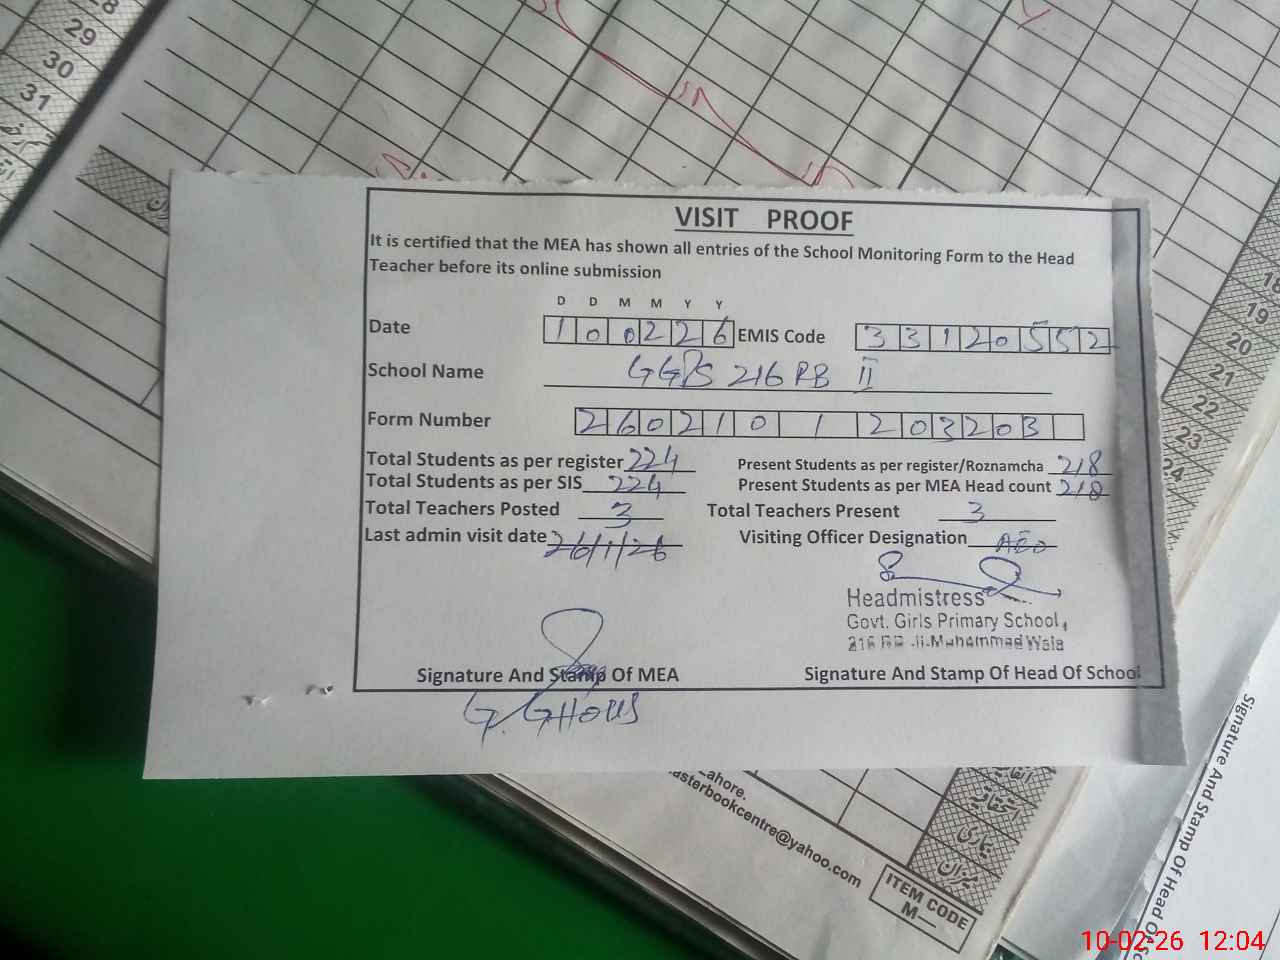 28
29
30
31
VISIT PROOF
It is certified that the MEA has shown all entries of the School Monitoring Form to the Head
Teacher before its online submission
D D M M Y Y
Date 1 0 0 2 2 6 EMIS Code 3 3 1 2 0 5 5 2
School Name GGPS 216 RB II
Form Number 2 6 0 2 1 0 1 2 0 3 2 0 3
Total Students as per register 224 Present Students as per register/Roznamcha 218
Total Students as per SIS 224 Present Students as per MEA Head count 218
Total Teachers Posted 3 Total Teachers Present 3
Last admin visit date 26/1/26 Visiting Officer Designation AEO
Headmistress
Govt. Girls Primary School,
216 RB -II-Muhammad Wala
Signature And Stamp Of MEA Signature And Stamp Of Head Of School
G. GHOUS
18
19
20
21
22
23
24
Lahore.
asterbookcentre@yahoo.com
میزان
ITEM CODE
M—
Signature And Stamp Of Head Of Sc
10-02-26 12:04